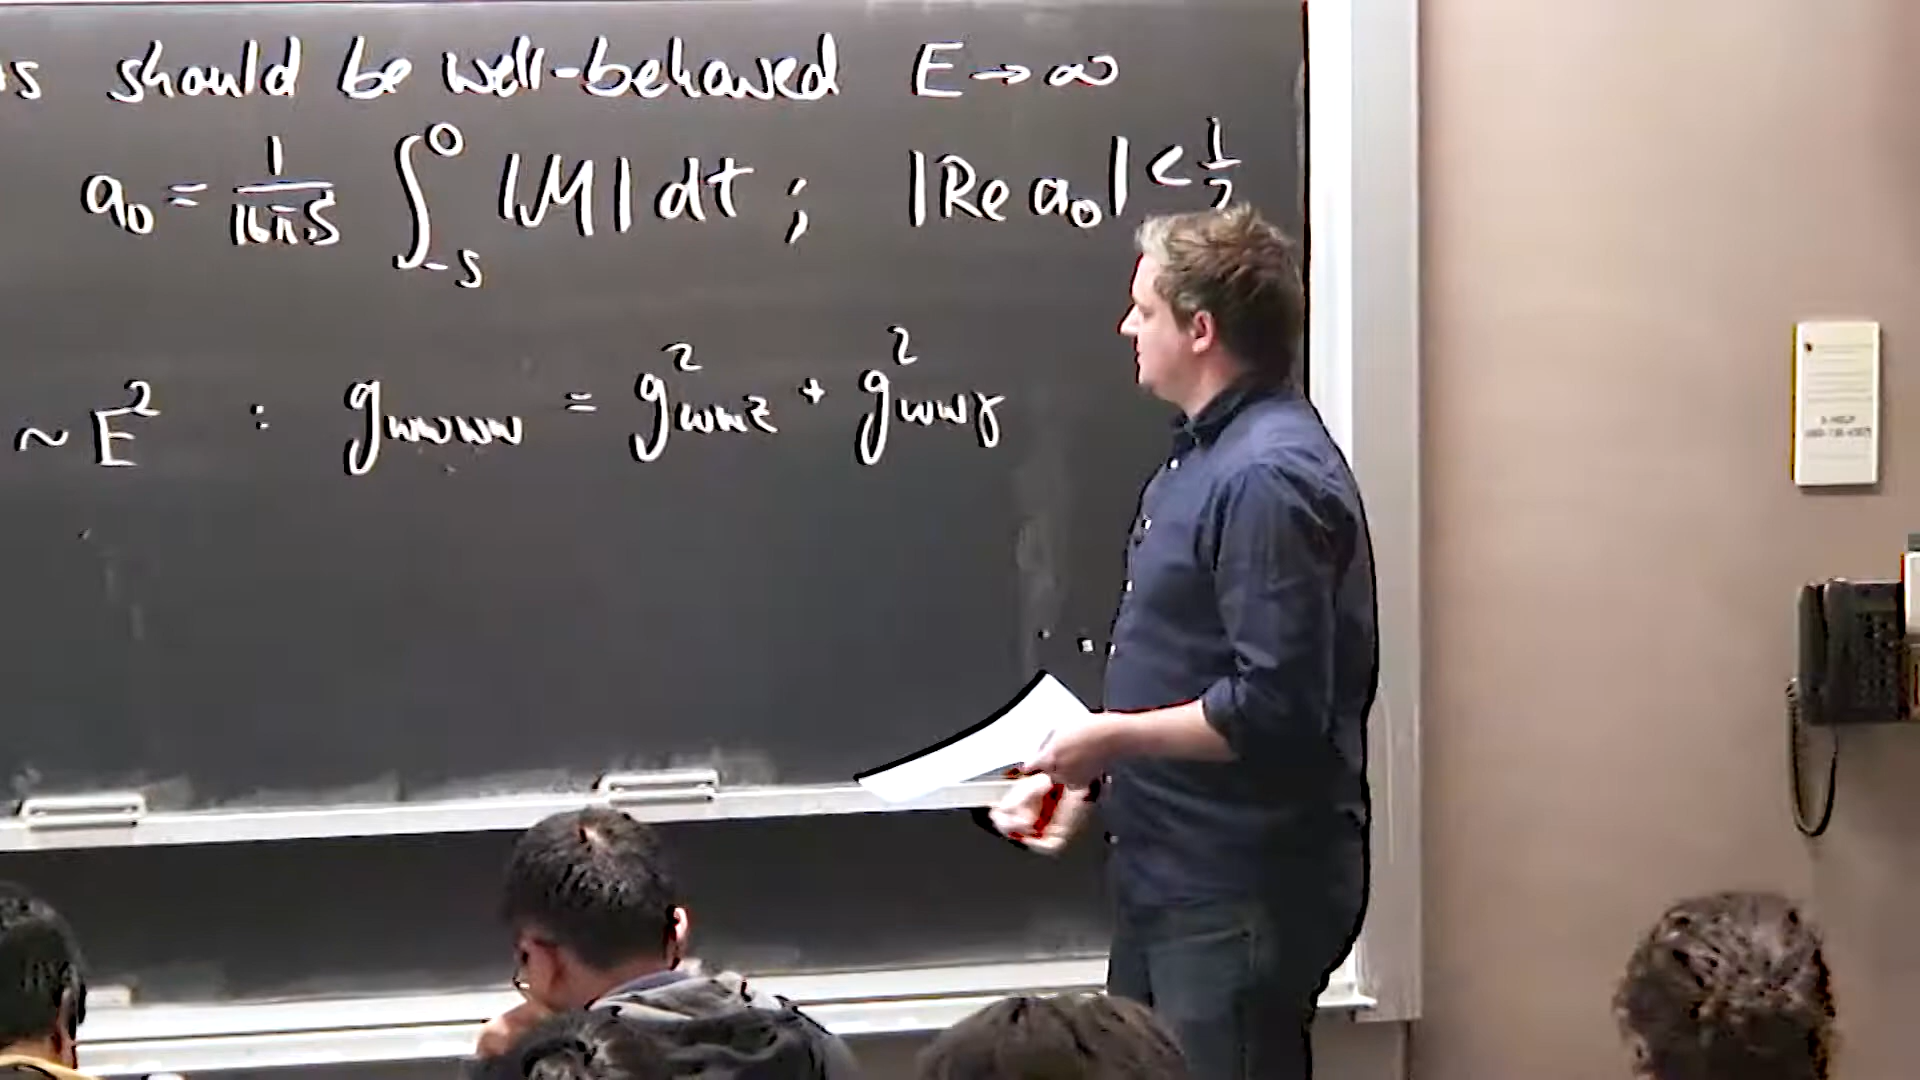 should be well-behaved E → ∞
a₀ = 1/(16πS) ∫₋ₛ⁰ |M| dt ; |Re a₀| < 1/2
~ E² : g_wwww = g²_wwz + g²_wwγ